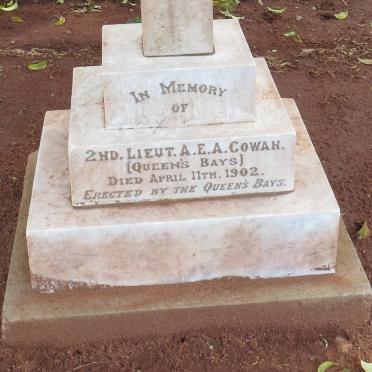 In Memory
of
2nd. Lieut. A.E.A. Cowan.
(Queen's Bays)
Died April 11th. 1902.
Erected by the Queen's Bays.